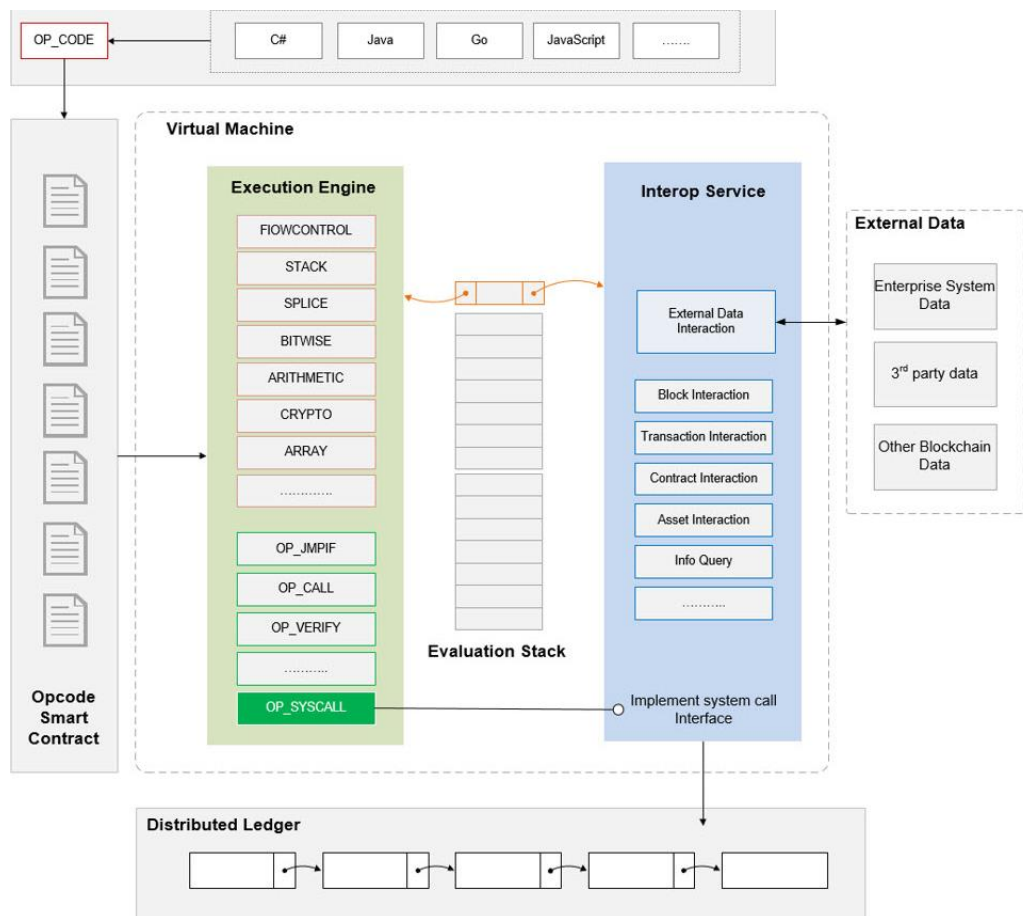 OP_CODE
C#
Java
Go
JavaScript
.......
Virtual Machine
Execution Engine
FIOWCONTROL
STACK
SPLICE
BITWISE
ARITHMETIC
CRYPTO
ARRAY
.............
OP_JMPIF
OP_CALL
OP_VERIFY
...........
OP_SYSCALL
Evaluation Stack
Interop Service
External Data
Interaction
Block Interaction
Transaction Interaction
Contract Interaction
Asset Interaction
Info Query
...........
Implement system call
Interface
External Data
Enterprise System
Data
3rd party data
Other Blockchain
Data
Opcode
Smart
Contract
Distributed Ledger